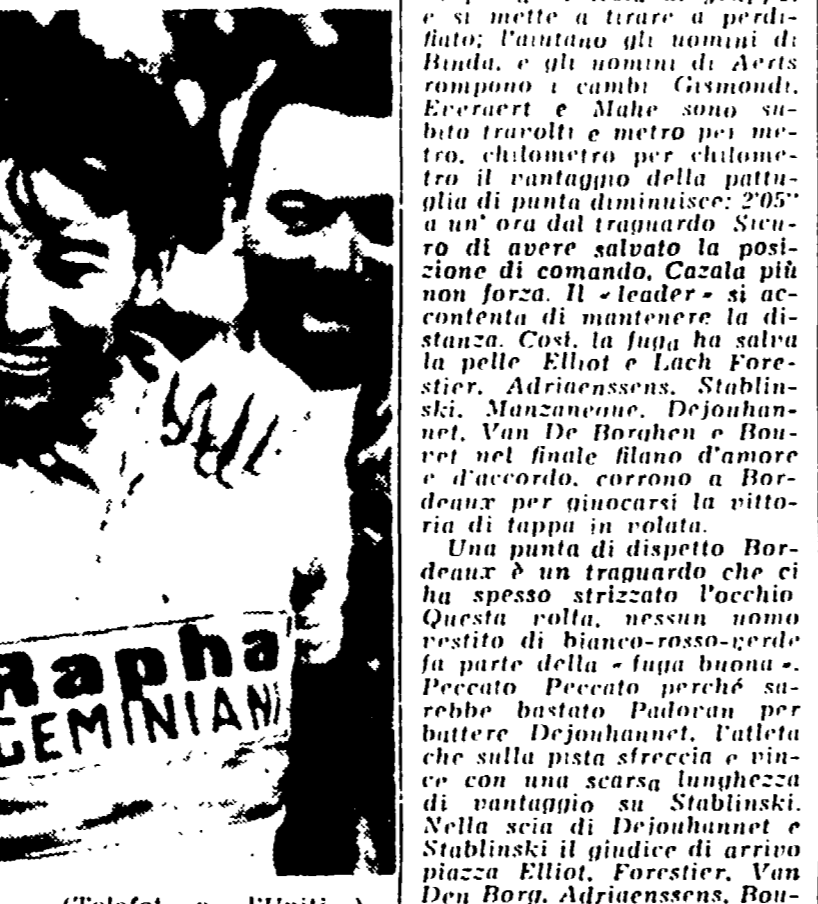 Rapha
GEMINIANI
e si mette a tirare a perdi-
fiato; l'aiutano gli uomini di
Binda, e gli uomini di Aerts
rompono i cambi Gismondi,
Everaert e Mahe sono su-
bito travolti e metro per me-
tro, chilometro per chilome-
tro il vantaggio della pattu-
glia di punta diminuisce: 2'05"
a un' ora dal traguardo Sicu-
ro di avere salvato la posi-
zione di comando, Cazala più
non forza. Il «leader» si ac-
contenta di mantenere la di-
stanza. Così, la fuga ha salva
la pelle Elliot e Lach Fore-
stier, Adriaenssens, Stablin-
ski, Manzaneque, Dejouhan-
net, Van De Borghen e Bou-
vet nel finale filano d'amore
e d'accordo, corrono a Bor-
deaux per giuocarsi la vitto-
ria di tappa in volata.
Una punta di dispetto Bor-
deaux è un traguardo che ci
ha spesso strizzato l'occhio
Questa volta, nessun uomo
vestito di bianco-rosso-verde
fa parte della «fuga buona».
Peccato Peccato perché sa-
rebbe bastato Padovan per
battere Dejouhannet, l'atleta
che sulla pista sfreccia e vin-
ce con una scarsa lunghezza
di vantaggio su Stablinski.
Nella scia di Dejouhannet e
Stablinski il giudice di arrivo
piazza Elliot, Forestier, Van
Den Borg, Adriaenssens, Bou-